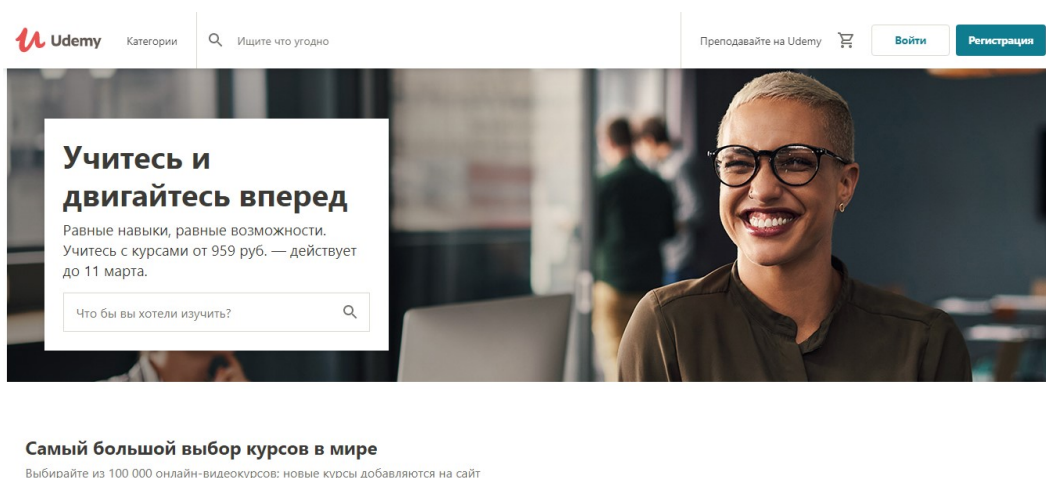 Udemy
Категории
Ищите что угодно
Преподавайте на Udemy
Войти
Регистрация
Учитесь и
двигайтесь вперед
Равные навыки, равные возможности.
Учитесь с курсами от 959 руб. — действует
до 11 марта.
Что бы вы хотели изучить?
Самый большой выбор курсов в мире
Выбирайте из 100 000 онлайн-видеокурсов; новые курсы добавляются на сайт